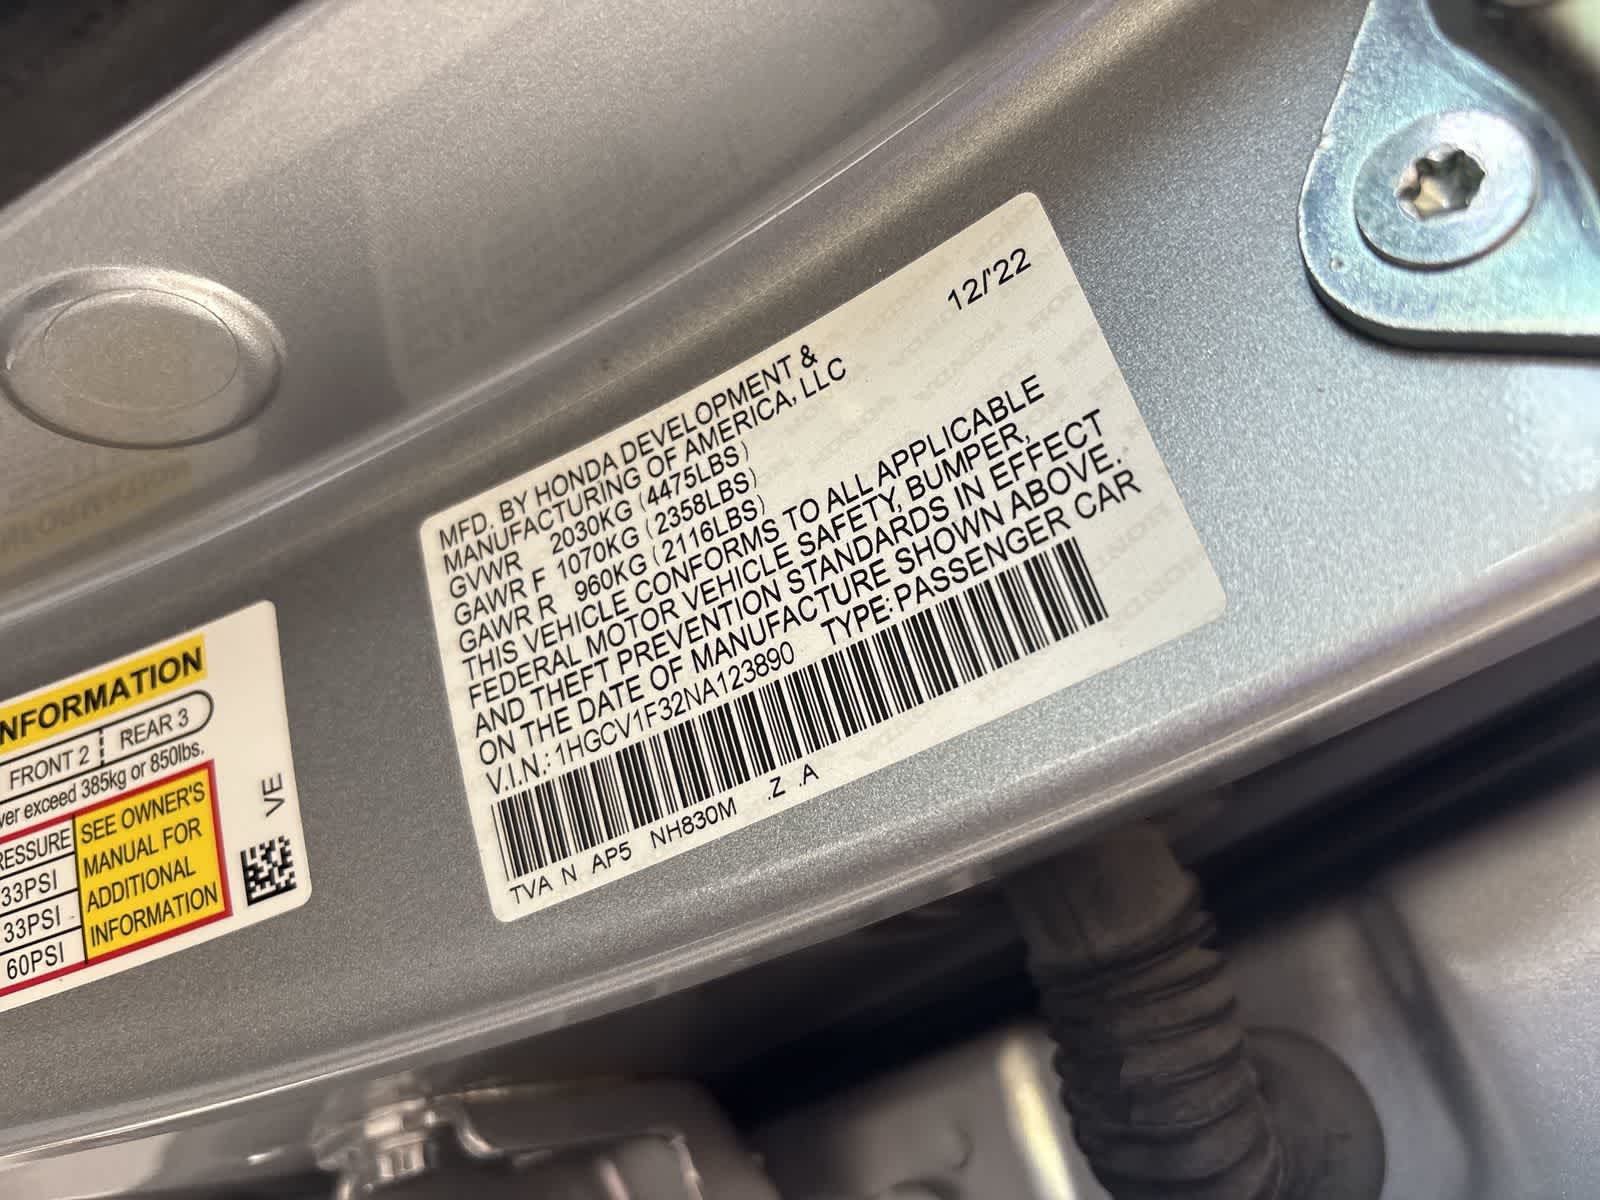 12/'22
MFD. BY HONDA DEVELOPMENT &
MANUFACTURING OF AMERICA, LLC
GVWR 2030KG (4475LBS)
GAWR F 1070KG (2358LBS)
GAWR R 960KG (2116LBS)
THIS VEHICLE CONFORMS TO ALL APPLICABLE
FEDERAL MOTOR VEHICLE SAFETY, BUMPER,
AND THEFT PREVENTION STANDARDS IN EFFECT
ON THE DATE OF MANUFACTURE SHOWN ABOVE.
V.I.N.: 1HGCV1F32NA123890 TYPE: PASSENGER CAR
TVA N AP5 NH830M .Z .A
FRONT 2 REAR 3
exceed 385kg or 850lbs.
SEE OWNER'S
MANUAL FOR
ADDITIONAL
INFORMATION
33PSI
33PSI
60PSI
VE